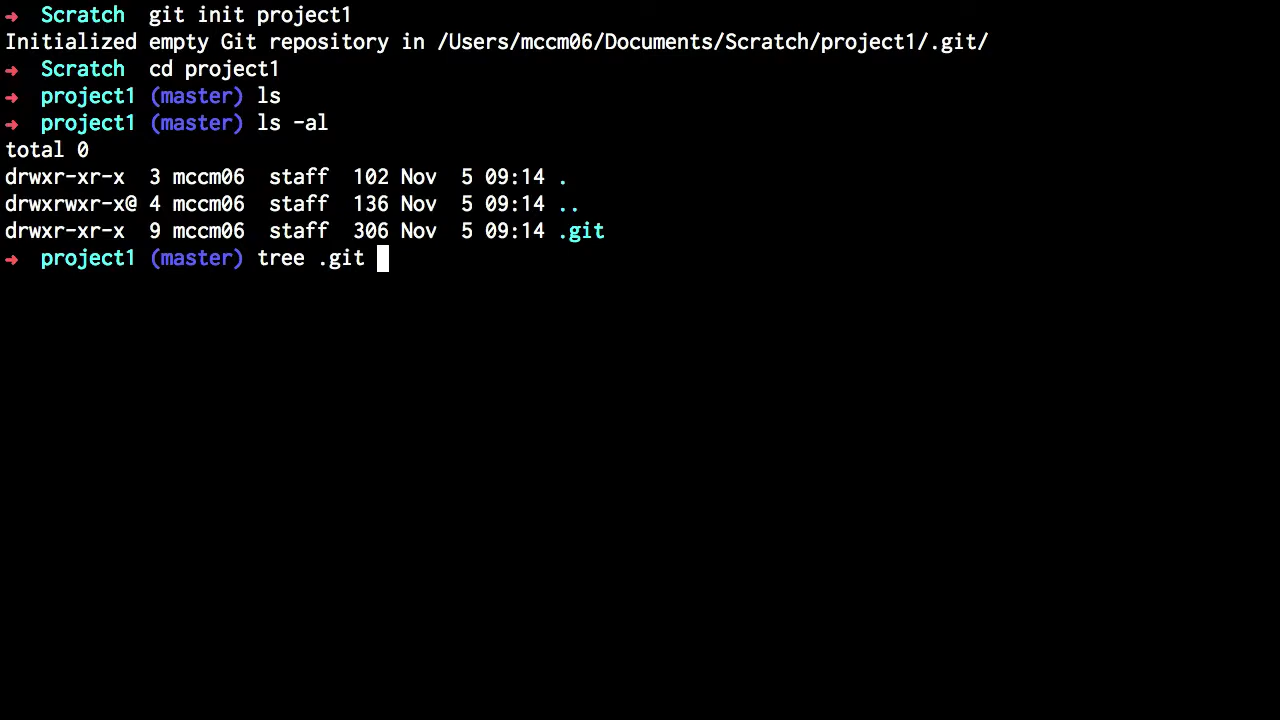 ➜  Scratch  git init project1
Initialized empty Git repository in /Users/mccm06/Documents/Scratch/project1/.git/
➜  Scratch  cd project1
➜  project1 (master) ls
➜  project1 (master) ls -al
total 0
drwxr-xr-x  3 mccm06  staff  102 Nov  5 09:14 .
drwxrwxr-x@ 4 mccm06  staff  136 Nov  5 09:14 ..
drwxr-xr-x  9 mccm06  staff  306 Nov  5 09:14 .git
➜  project1 (master) tree .git